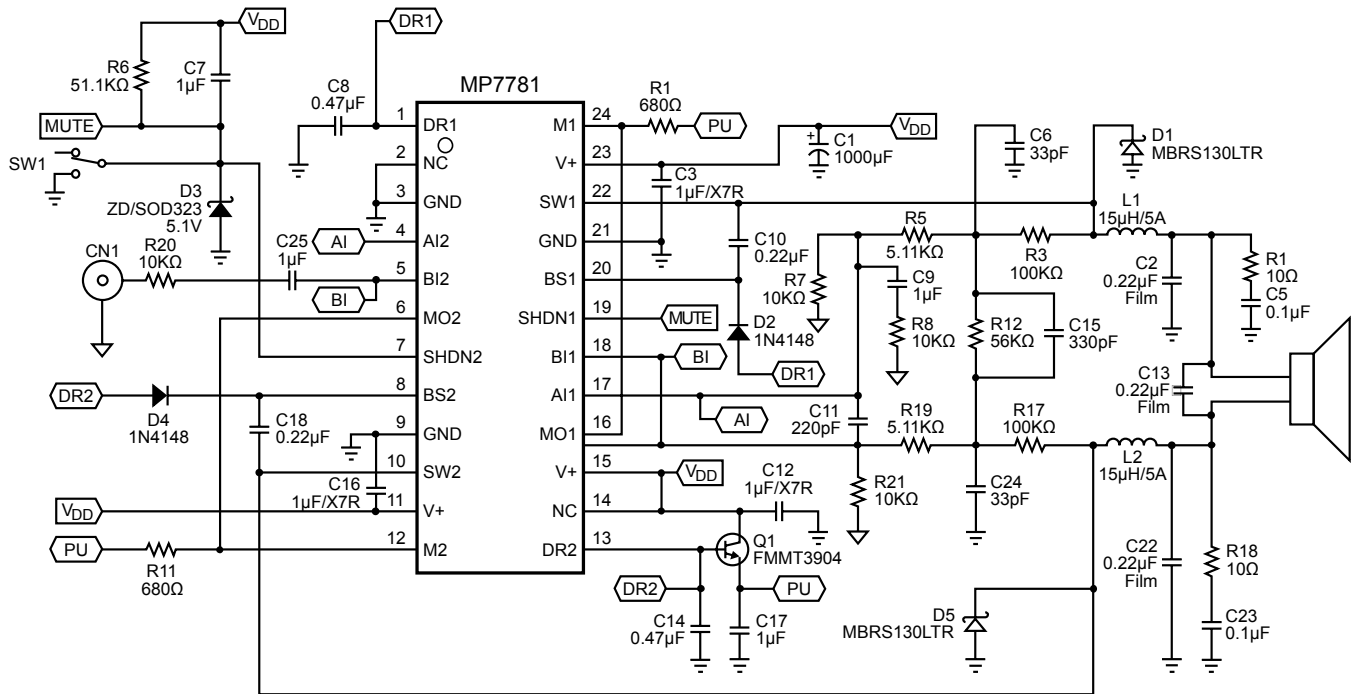 MP7781
VDD
DR1
R6
51.1KΩ
C7
1µF
C8
0.47µF
MUTE
SW1
D3
ZD/SOD323
5.1V
CN1
R20
10KΩ
C25
1µF
AI
BI
DR2
D4
1N4148
C18
0.22µF
C16
1µF/X7R
VDD
PU
R11
680Ω
1 DR1
2 NC
3 GND
4 AI2
5 BI2
6 MO2
7 SHDN2
8 BS2
9 GND
10 SW2
11 V+
12 M2
M1 24
V+ 23
SW1 22
GND 21
BS1 20
SHDN1 19
BI1 18
AI1 17
MO1 16
V+ 15
NC 14
DR2 13
R1
680Ω
PU
VDD
+
C1
1000µF
C3
1µF/X7R
C10
0.22µF
MUTE
D2
1N4148
BI
DR1
AI
R7
10KΩ
R5
5.11KΩ
C9
1µF
R8
10KΩ
C6
33pF
D1
MBRS130LTR
R3
100KΩ
L1
15µH/5A
C2
0.22µF
Film
R1
10Ω
C5
0.1µF
R12
56KΩ
C15
330pF
C13
0.22µF
Film
C11
220pF
R19
5.11KΩ
R17
100KΩ
L2
15µH/5A
VDD
C12
1µF/X7R
R21
10KΩ
C24
33pF
Q1
FMMT3904
DR2
PU
C14
0.47µF
C17
1µF
D5
MBRS130LTR
C22
0.22µF
Film
R18
10Ω
C23
0.1µF